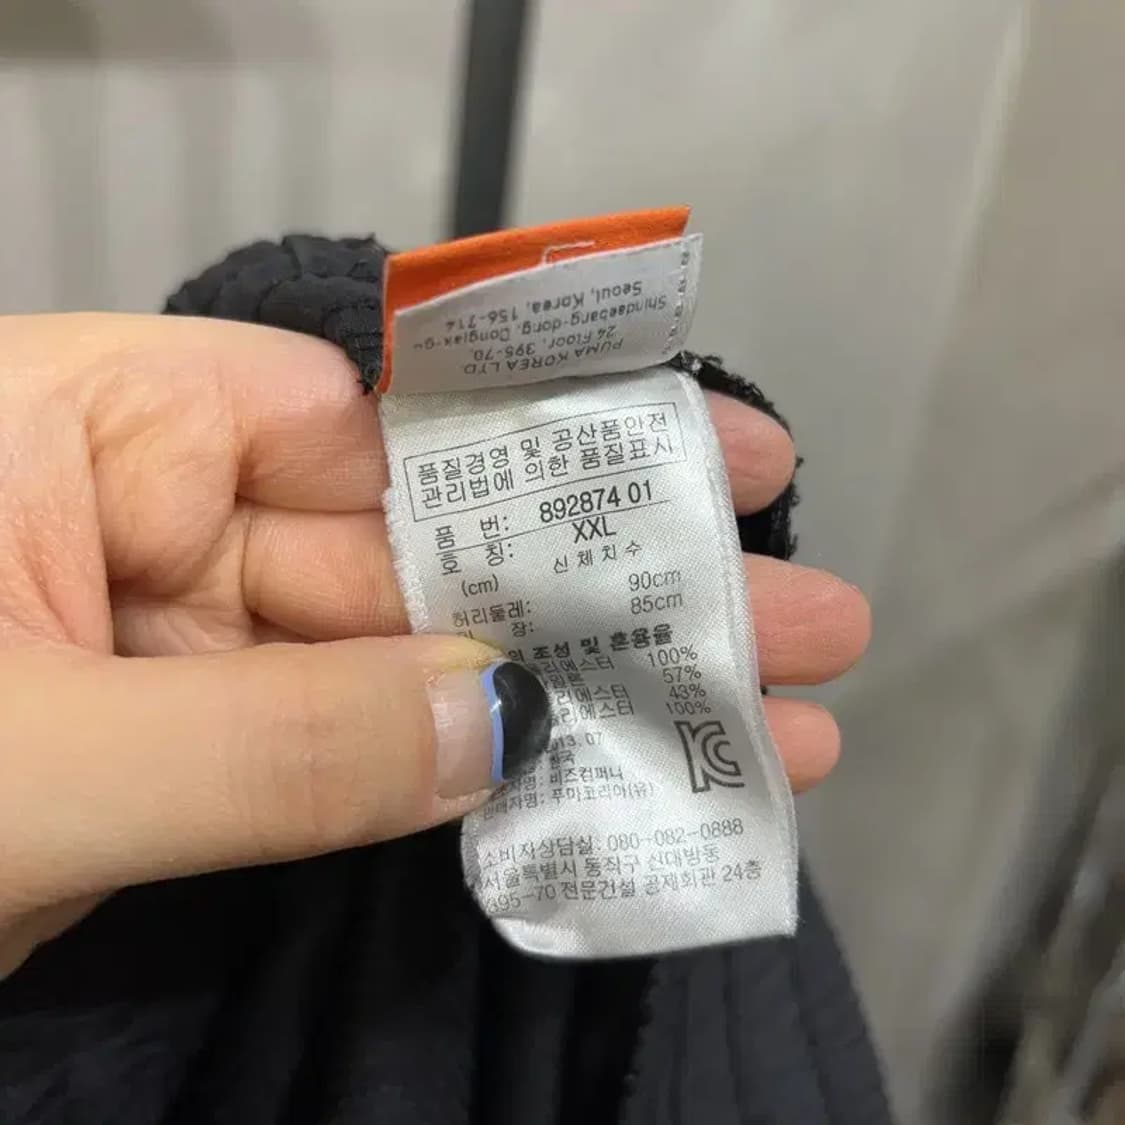 PUMA KOREA LTD.
24 Floor, 395-70,
Shindaebang-dong, Dongjak-gu
Seoul, Korea, 156-714
품질경영 및 공산품안전
관리법에 의한 품질표시
품 번: 892874 01
호 칭: XXL
(cm) 신체치수
허리둘레: 90cm
장: 85cm
조성 및 혼용율
100%
57%
43%
100%
.07
한국
비즈컴퍼니
판매자명: 푸마코리아(유)
소비자상담실: 080-082-0888
서울특별시 동작구 신대방동
395-70 전문건설 공제회관 24층